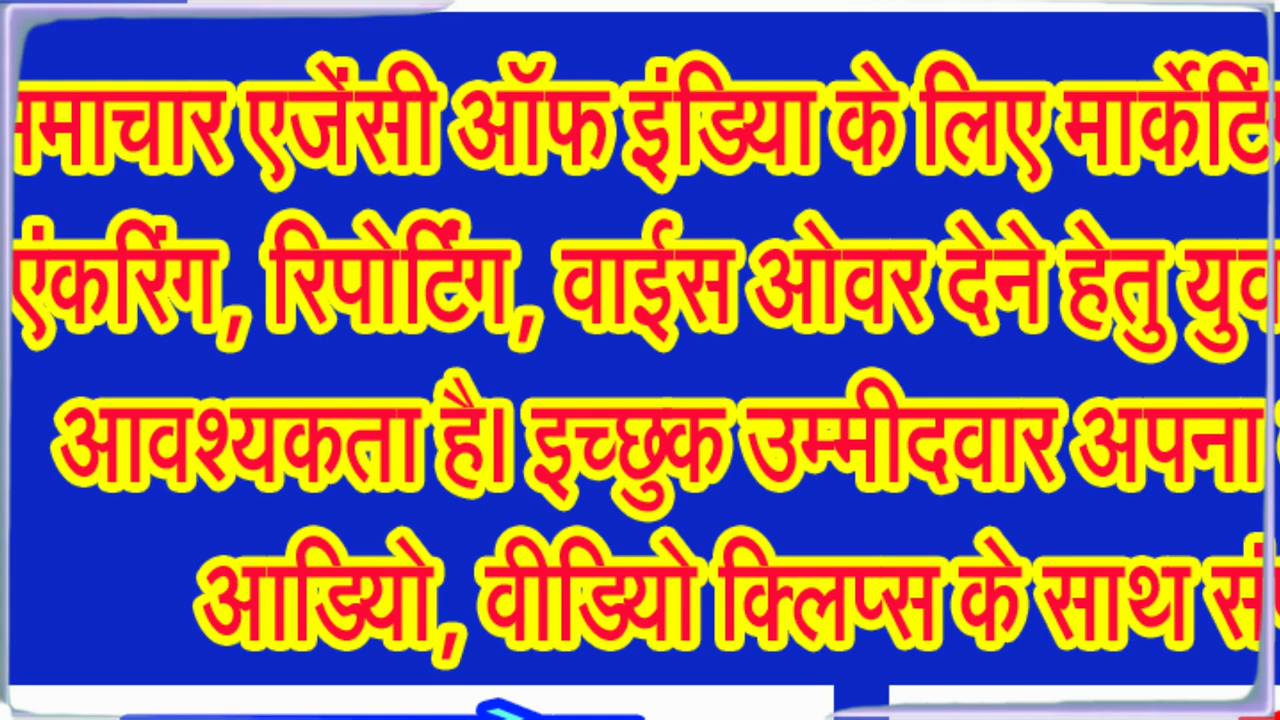 समाचार एजेंसी ऑफ इंडिया के लिए
एंकरिंग, रिपोर्टिंग, वाईस ओवर देने हेतु
आवश्यकता है। इच्छुक उम्मीदवार अपना
आडियो, वीडियो क्लिप्स के साथ